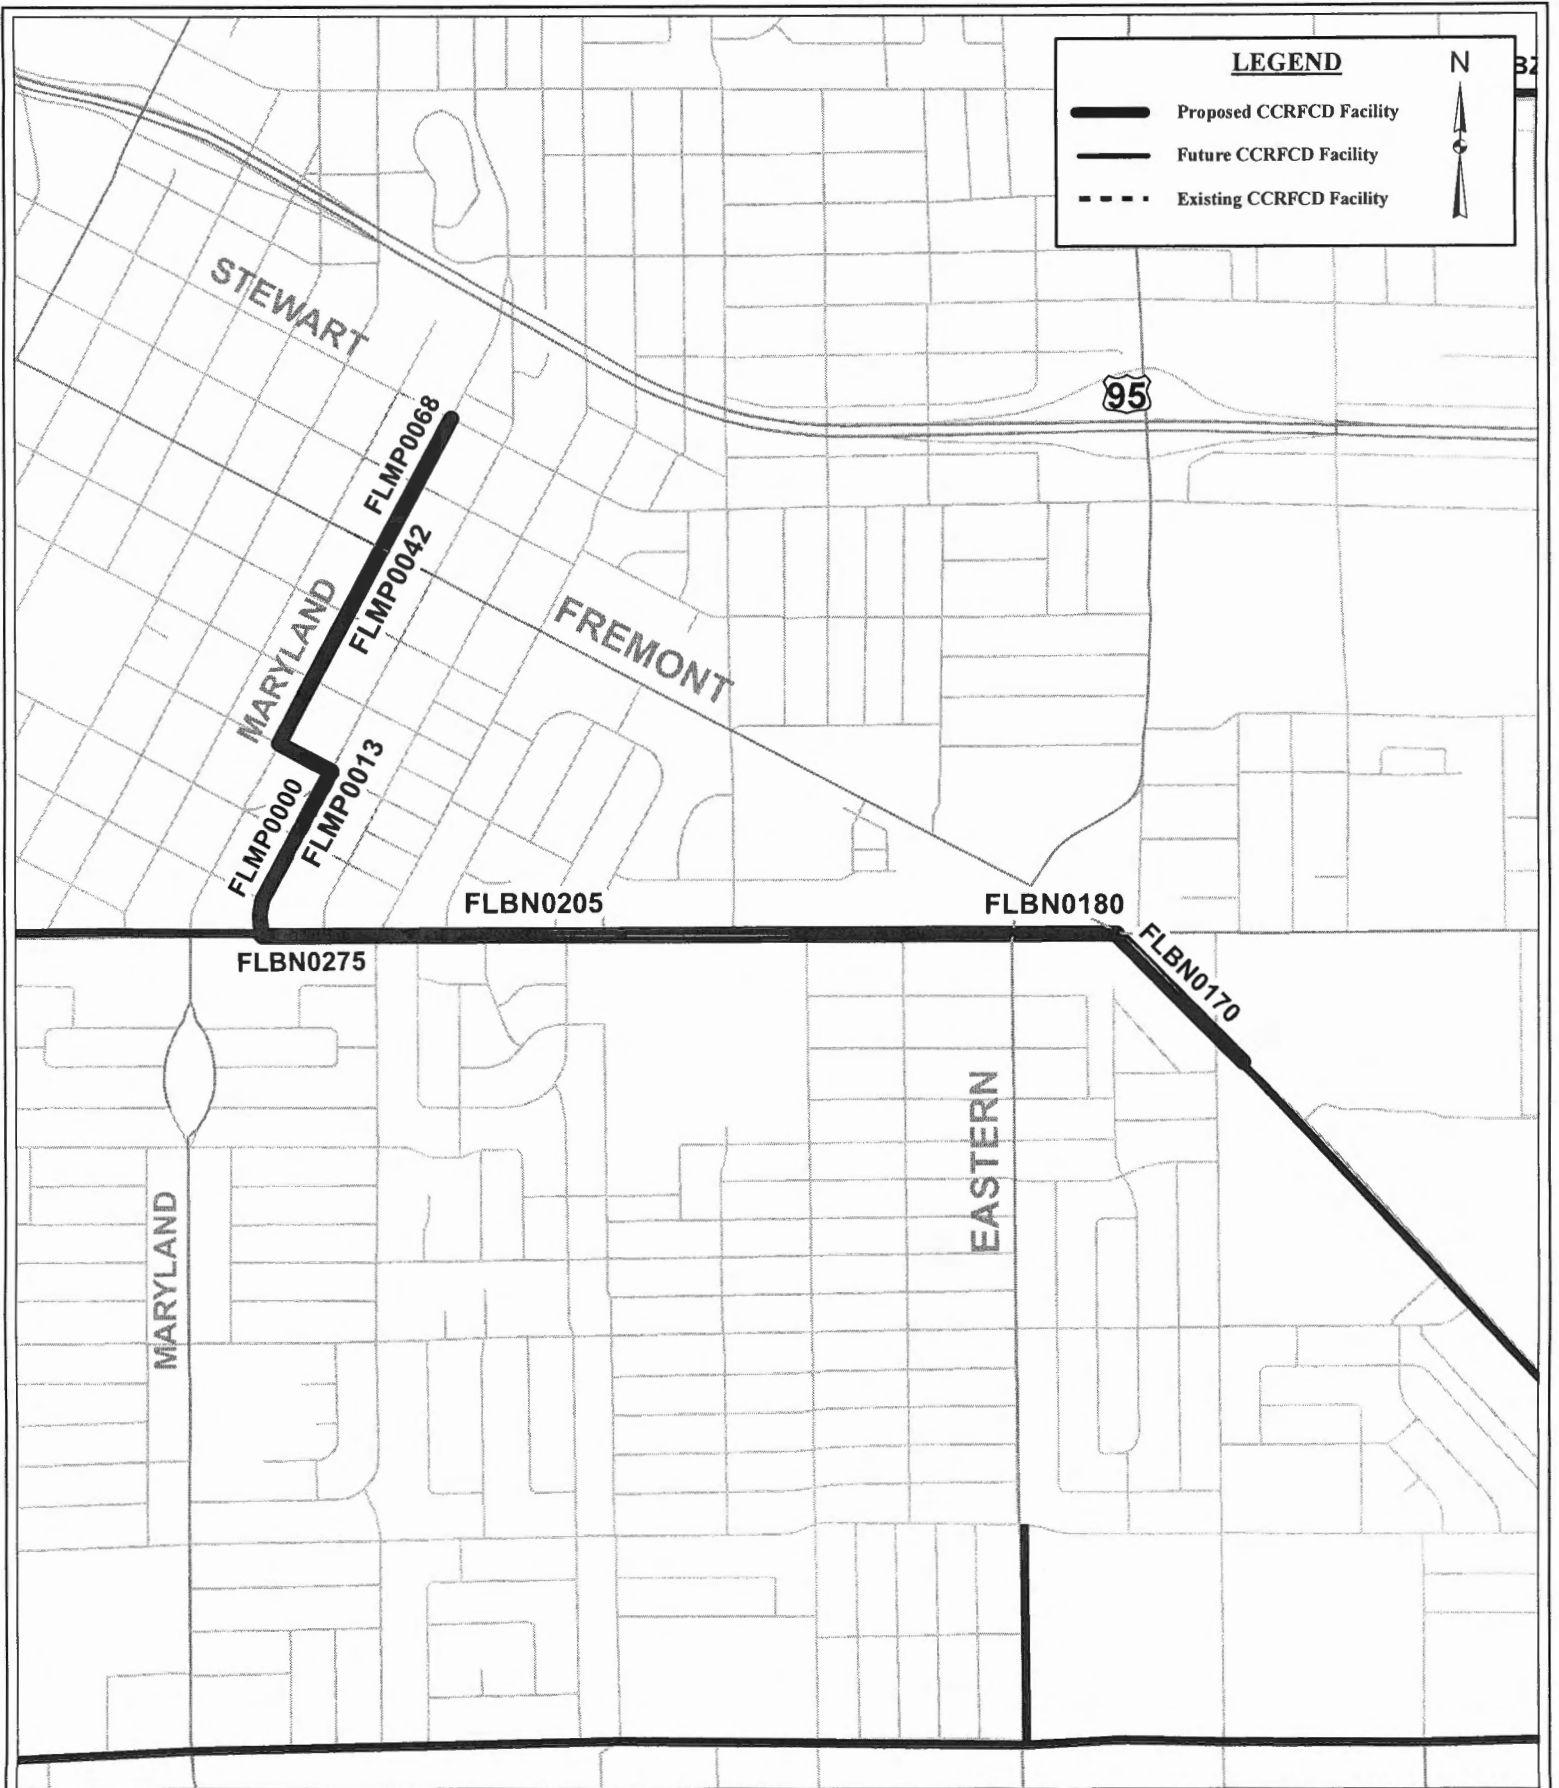 LEGEND
N
BZ
Proposed CCRFCD Facility
Future CCRFCD Facility
Existing CCRFCD Facility
STEWART
95
FLMP0068
FLMP0042
MARYLAND
FREMONT
FLMP0013
FLMP0000
FLBN0205
FLBN0180
FLBN0275
FLBN0170
EASTERN
MARYLAND